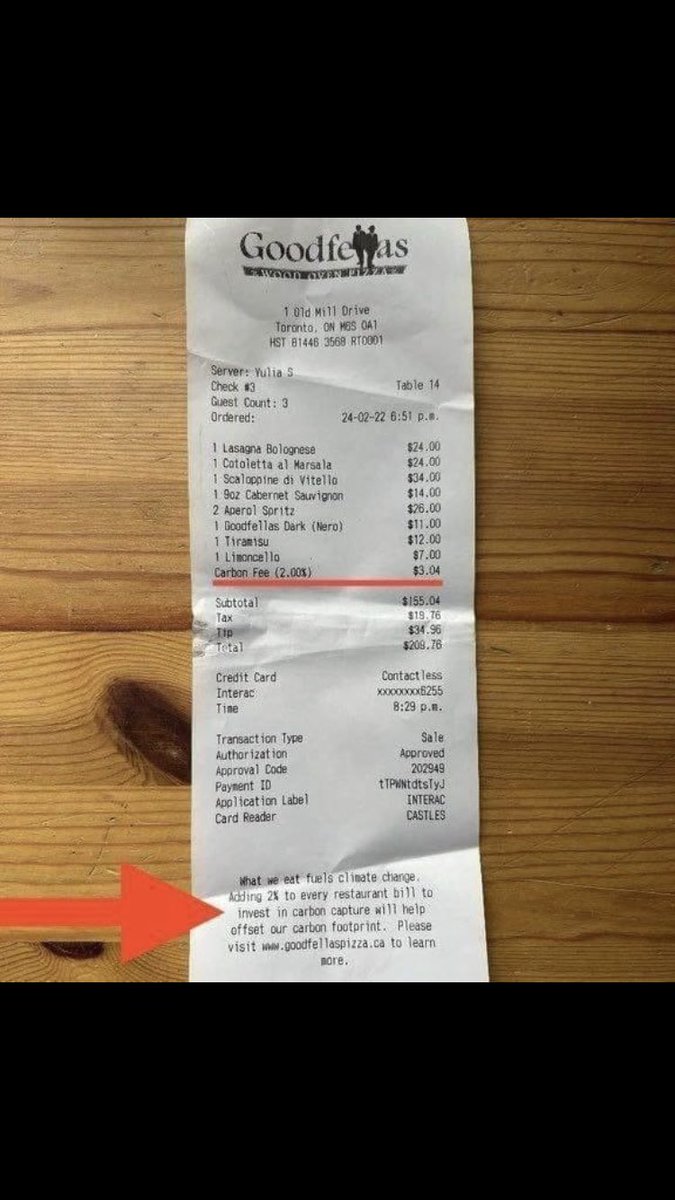 Goodfellas
WOOD OVEN PIZZA
1 Old Mill Drive
Toronto, ON M6S 0A1
HST 81446 3568 RT0001
Server: Yulia S
Check #3 Table 14
Guest Count: 3
Ordered: 24-02-22 6:51 p.m.
1 Lasagna Bolognese $24.00
1 Cotoletta al Marsala $24.00
1 Scaloppine di Vitello $34.00
1 9oz Cabernet Sauvignon $14.00
2 Aperol Spritz $26.00
1 Goodfellas Dark (Nero) $11.00
1 Tiramisu $12.00
1 Limoncello $7.00
Carbon Fee (2.00%) $3.04
Subtotal $155.04
Tax $19.76
Tip $34.96
Total $209.76
Credit Card Contactless
Interac xxxxxxxx6255
Time 8:29 p.m.
Transaction Type Sale
Authorization Approved
Approval Code 202949
Payment ID tTPWNtdtsTyJ
Application Label INTERAC
Card Reader CASTLES
What we eat fuels climate change.
Adding 2% to every restaurant bill to
invest in carbon capture will help
offset our carbon footprint. Please
visit www.goodfellaspizza.ca to learn
more.